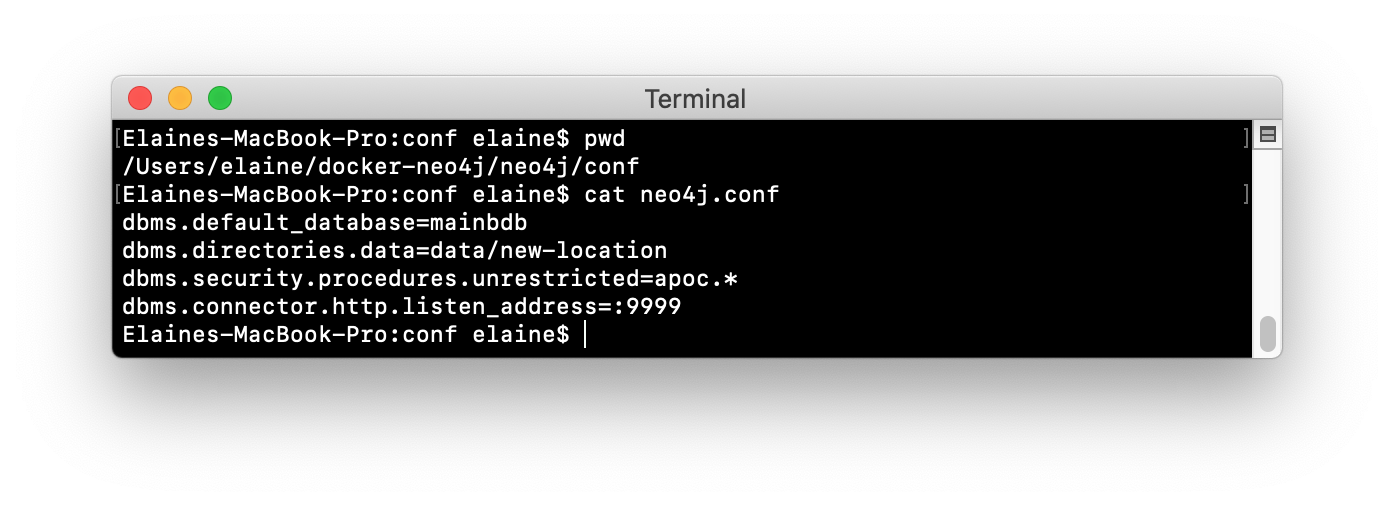 Terminal
[Elaines-MacBook-Pro:conf elaine$ pwd ]
/Users/elaine/docker-neo4j/neo4j/conf
[Elaines-MacBook-Pro:conf elaine$ cat neo4j.conf ]
dbms.default_database=mainbdb
dbms.directories.data=data/new-location
dbms.security.procedures.unrestricted=apoc.*
dbms.connector.http.listen_address=:9999
Elaines-MacBook-Pro:conf elaine$